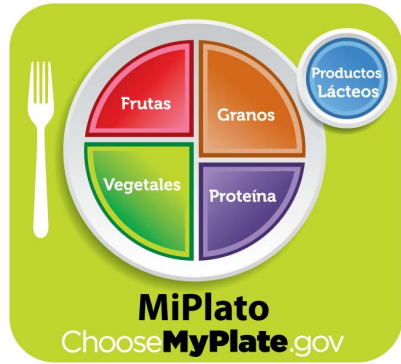 Frutas
Granos
Productos
Lácteos
Vegetales
Proteína
MiPlato
ChooseMyPlate.gov